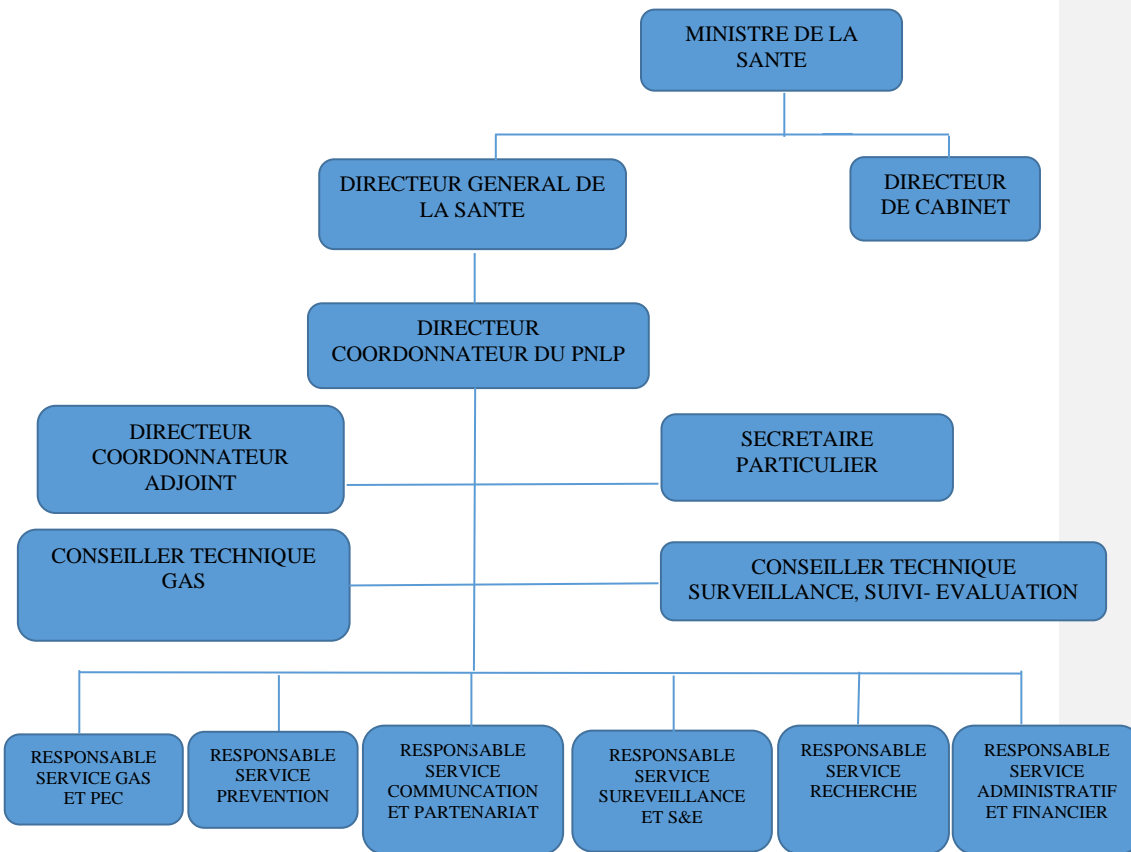 MINISTRE DE LA
SANTE
DIRECTEUR GENERAL DE
LA SANTE
DIRECTEUR
DE CABINET
DIRECTEUR
COORDONNATEUR DU PNLP
DIRECTEUR
COORDONNATEUR
ADJOINT
SECRETAIRE
PARTICULIER
CONSEILLER TECHNIQUE
GAS
CONSEILLER TECHNIQUE
SURVEILLANCE, SUIVI- EVALUATION
RESPONSABLE
SERVICE GAS
ET PEC
RESPONSABLE
SERVICE
PREVENTION
RESPONSABLE
SERVICE
COMMUNCATION
ET PARTENARIAT
RESPONSABLE
SERVICE
SUREVEILLANCE
ET S&E
RESPONSABLE
SERVICE
RECHERCHE
RESPONSABLE
SERVICE
ADMINISTRATIF
ET FINANCIER